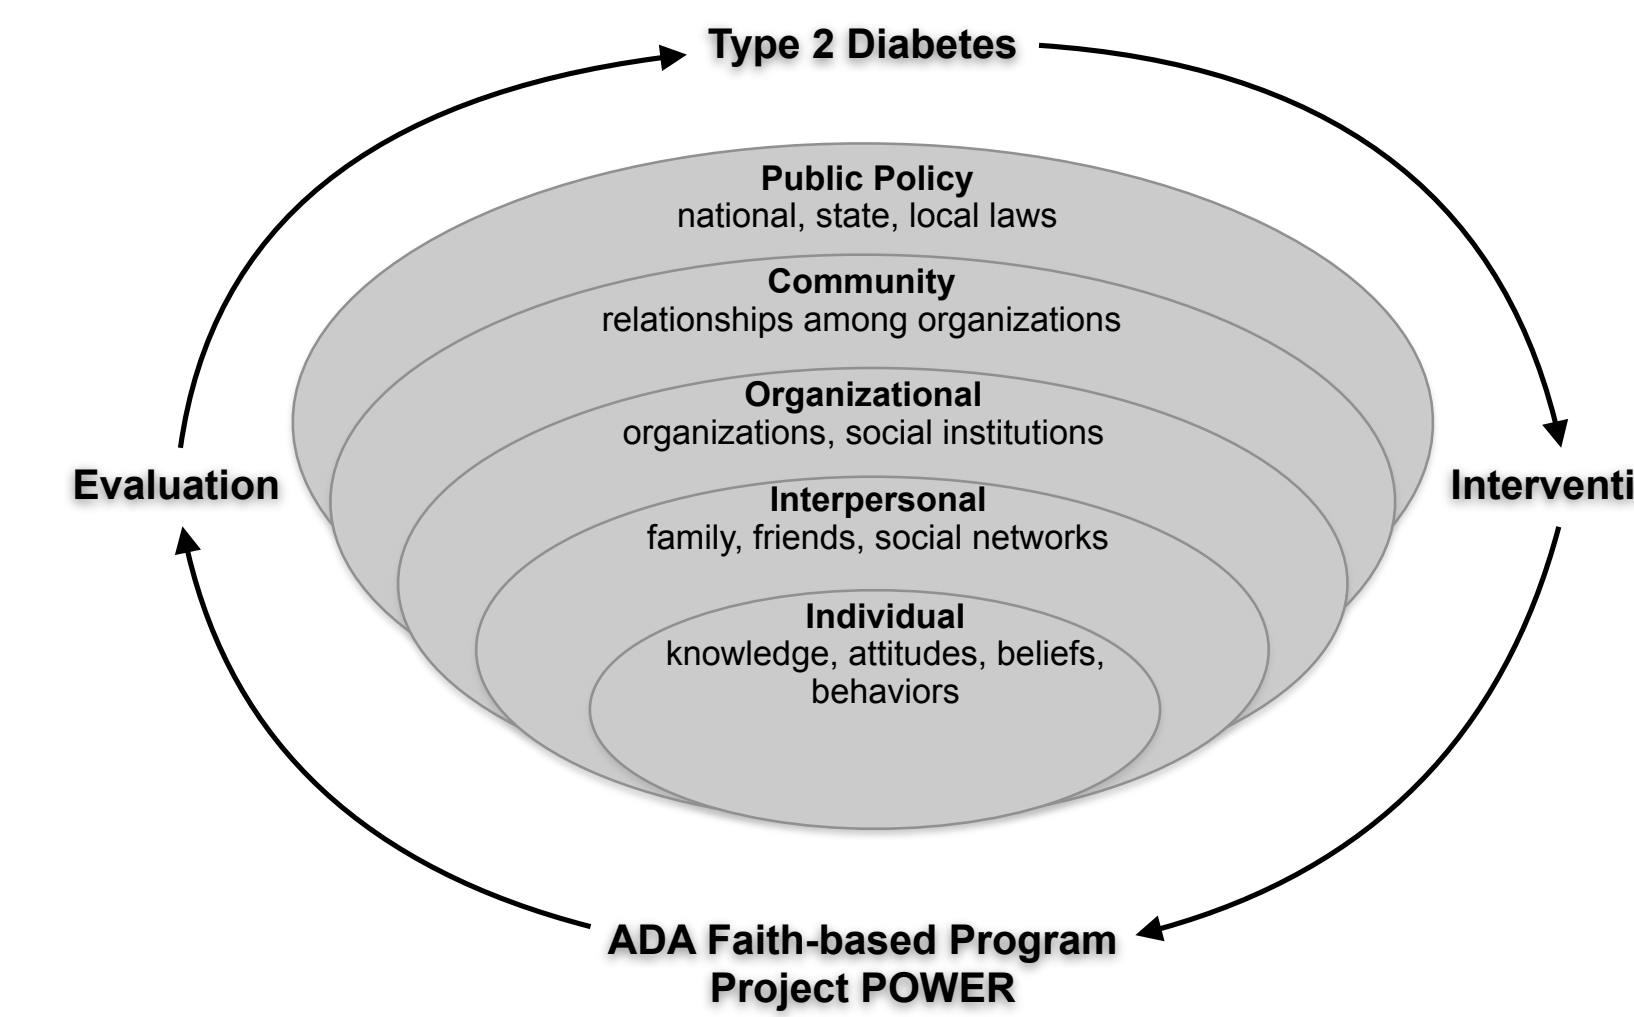 Type 2 Diabetes
Public Policy
national, state, local laws
Community
relationships among organizations
Organizational
organizations, social institutions
Evaluation
Interventi
Interpersonal
family, friends, social networks
Individual
knowledge, attitudes, beliefs,
behaviors
ADA Faith-based Program
Project POWER